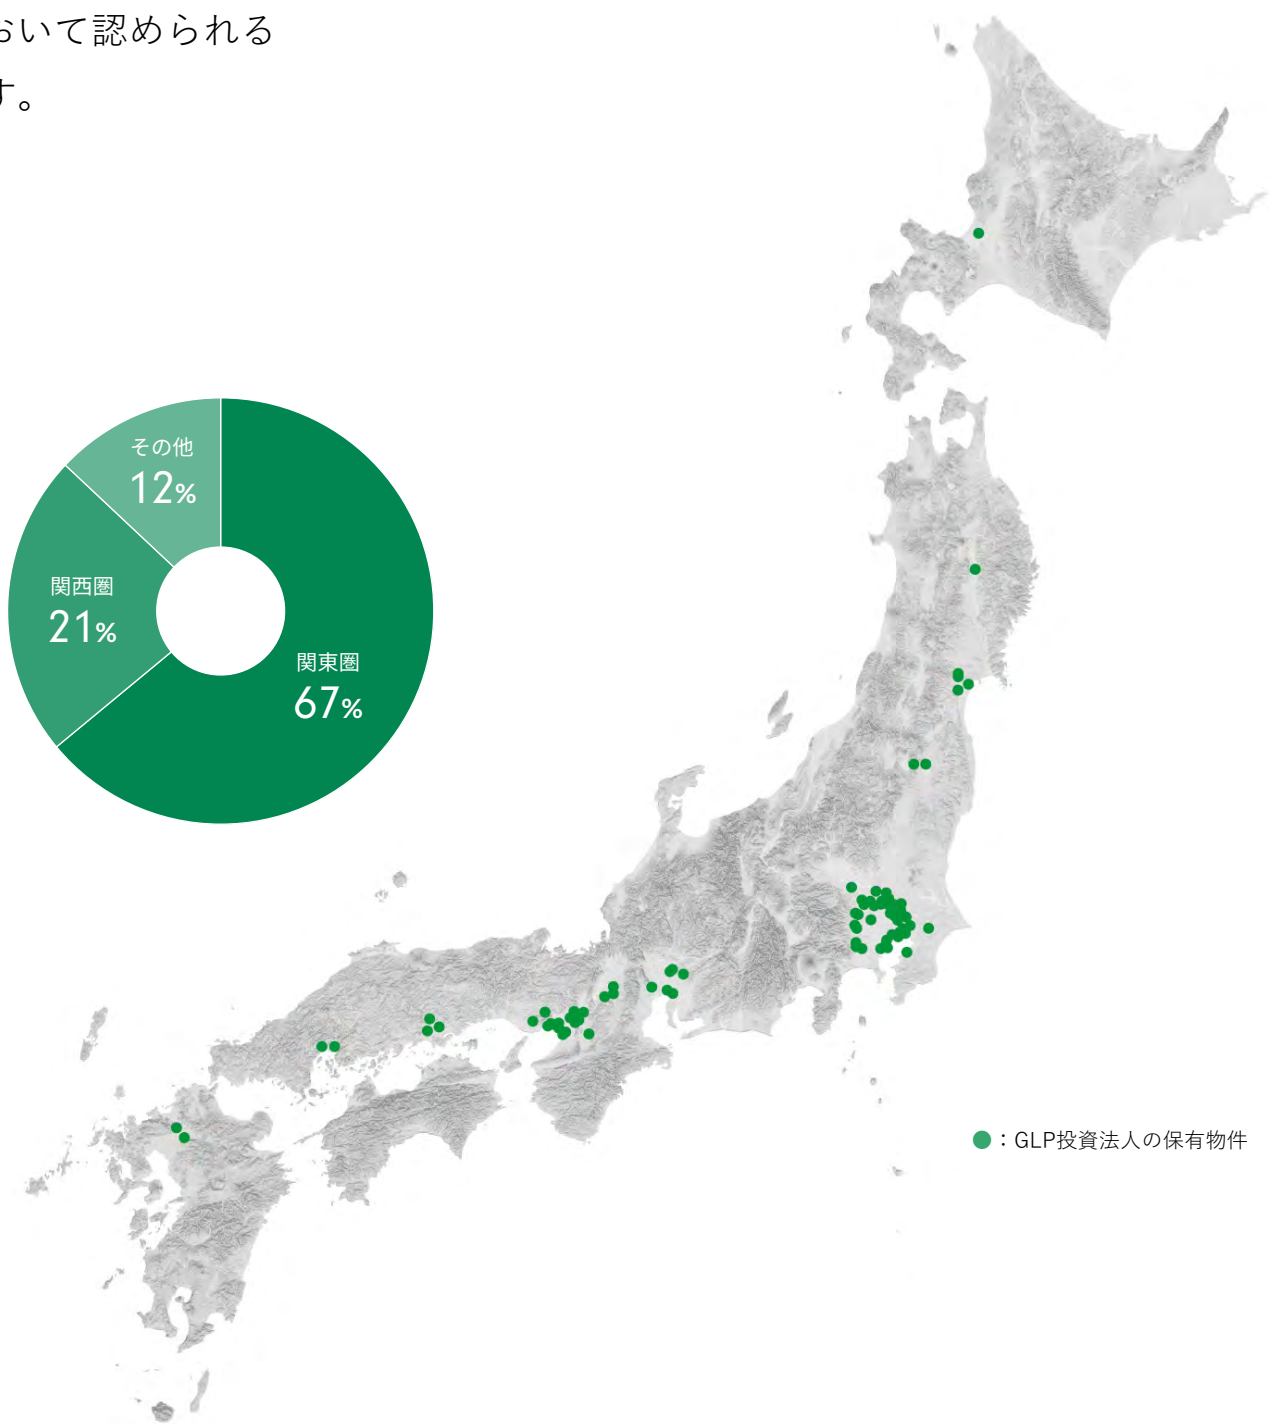 おいて認められる
す。
その他
12%
関西圏
21%
関東圏
67%
：GLP投資法人の保有物件